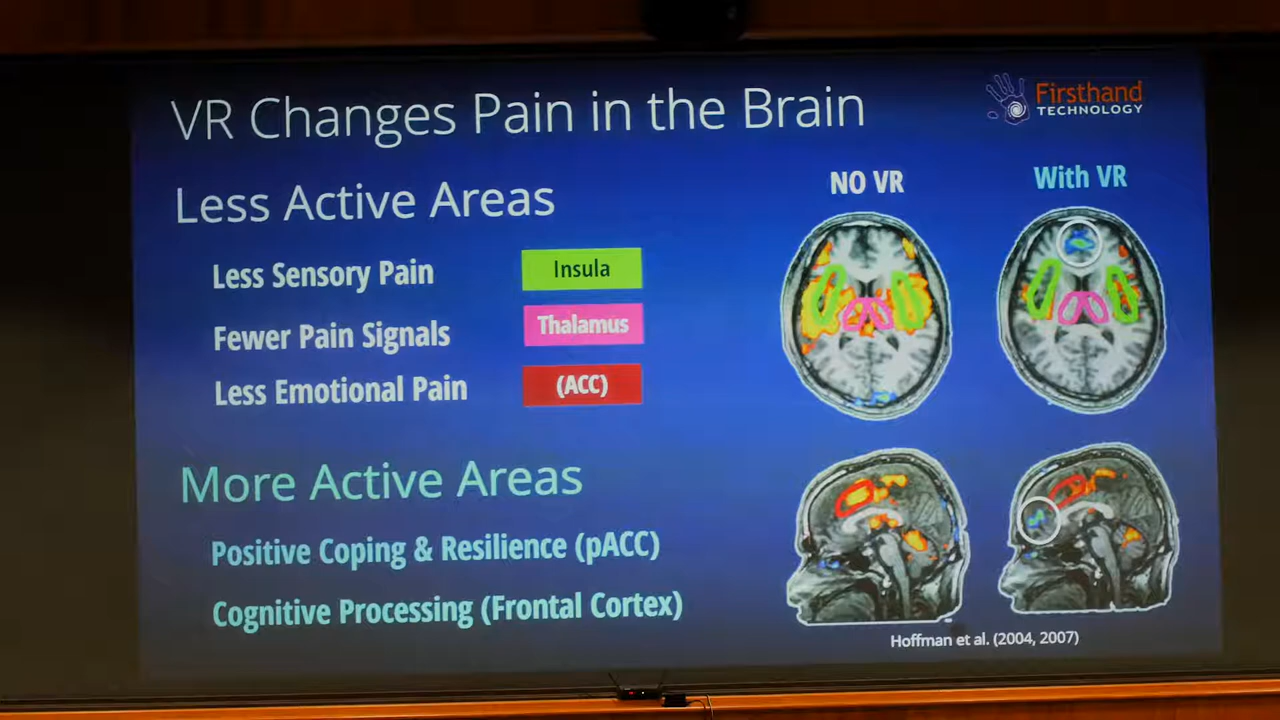 VR Changes Pain in the Brain
Firsthand
TECHNOLOGY
Less Active Areas
NO VR
With VR
Less Sensory Pain
Insula
Fewer Pain Signals
Thalamus
Less Emotional Pain
(ACC)
More Active Areas
Positive Coping & Resilience (pACC)
Cognitive Processing (Frontal Cortex)
Hoffman et al. (2004, 2007)